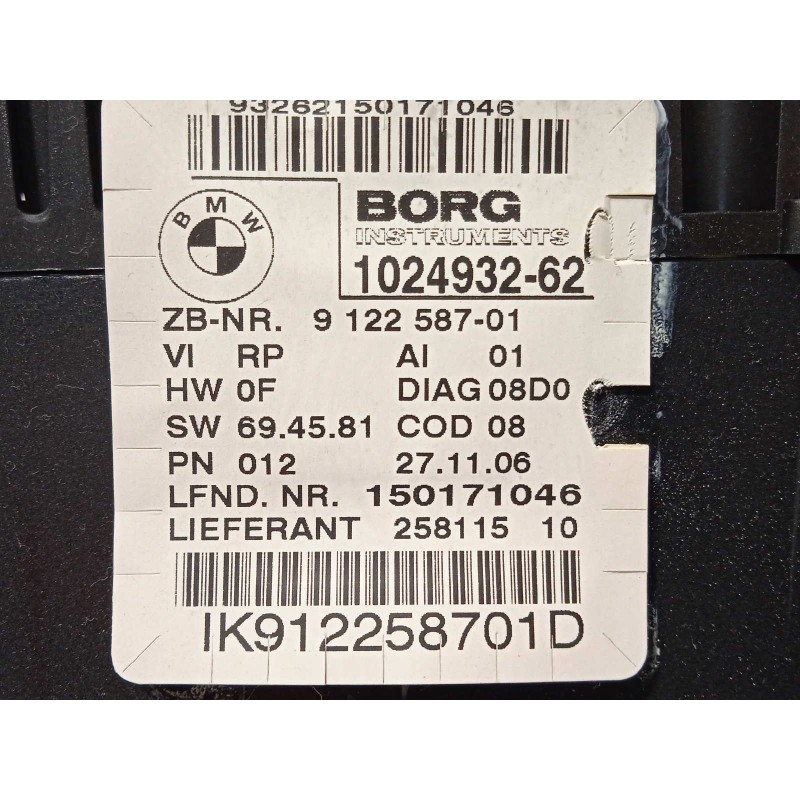 93262150171046
BMW
BORG
INSTRUMENTS
1024932-62
ZB-NR. 9 122 587-01
VI RP AI 01
HW 0F DIAG 08D0
SW 69.45.81 COD 08
PN 012 27.11.06
LFND. NR. 150171046
LIEFERANT 258115 10
IK912258701D